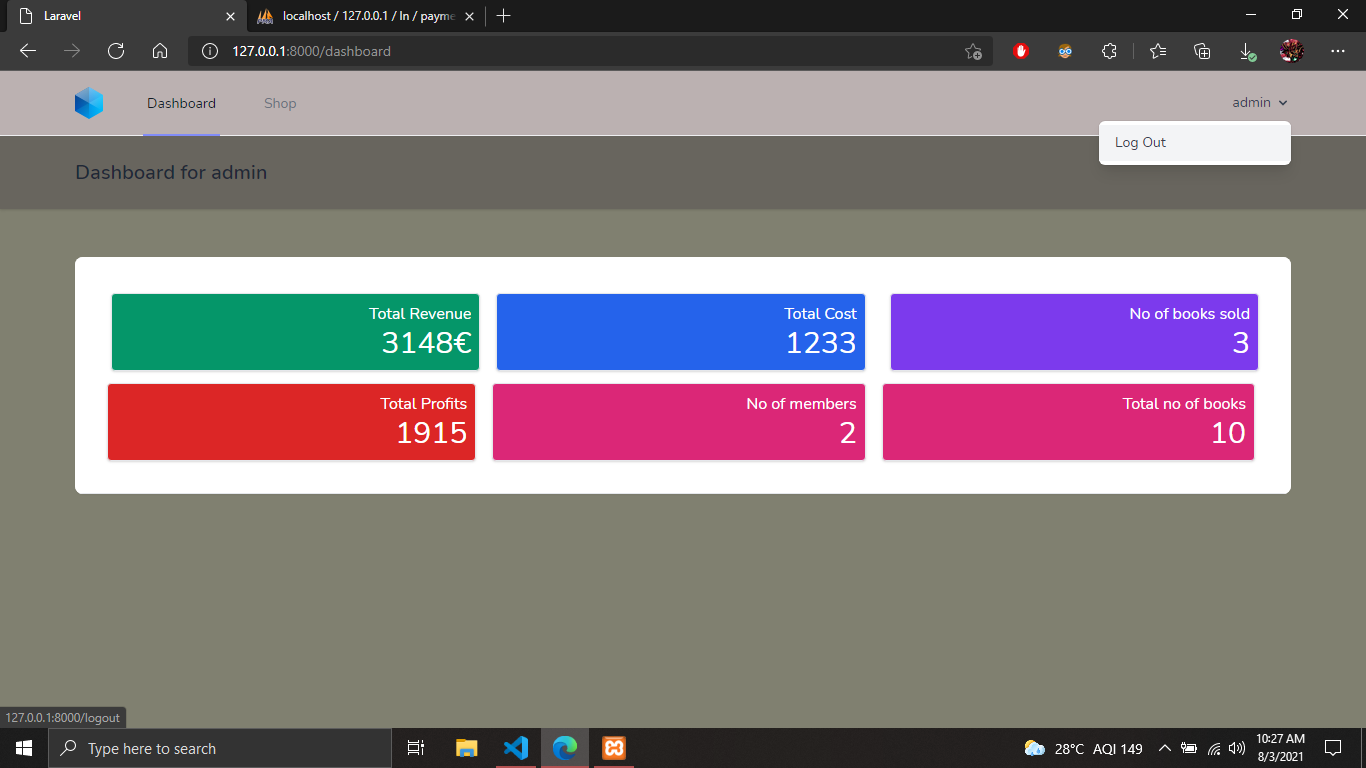 Laravel
localhost / 127.0.0.1 / ln / payme
127.0.0.1:8000/dashboard
Dashboard
Shop
admin
Log Out
Dashboard for admin
Total Revenue
3148€
Total Cost
1233
No of books sold
3
Total Profits
1915
No of members
2
Total no of books
10
127.0.0.1:8000/logout
Type here to search
28°C AQI 149
10:27 AM
8/3/2021